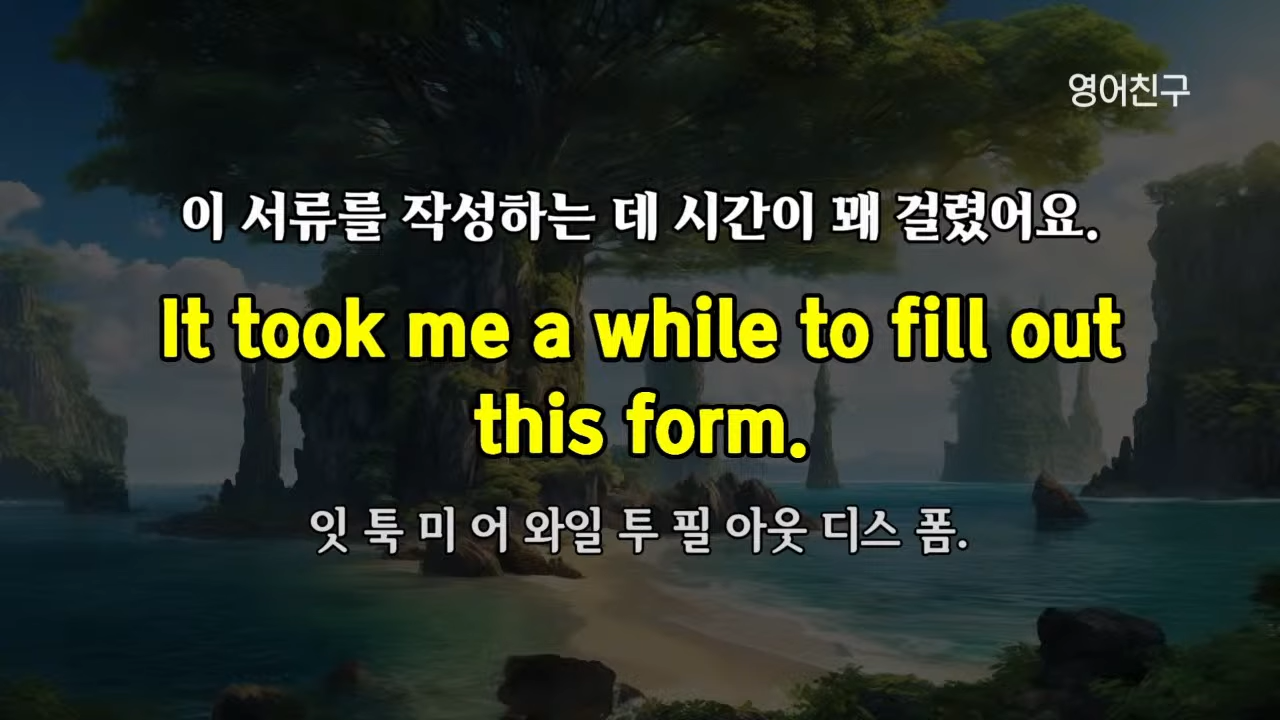 영어친구
이 서류를 작성하는 데 시간이 꽤 걸렸어요.
It took me a while to fill out
this form.
잇 툭 미 어 와일 투 필 아웃 디스 폼.